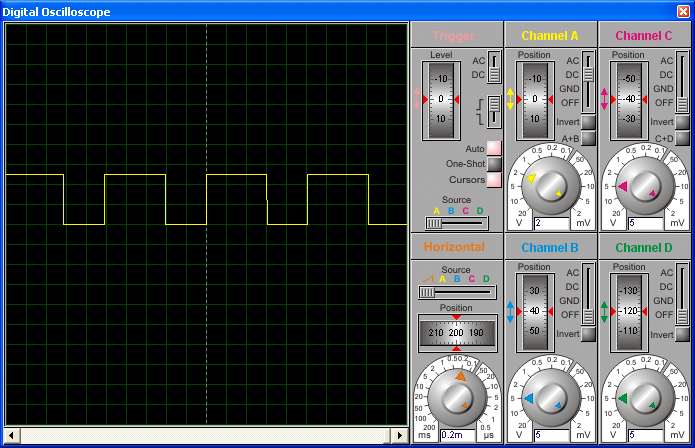 Digital Oscilloscope
Trigger
Level
-10
0
10
AC
DC
Auto
One-Shot
Cursors
Source
A B C D
Channel A
Position
-10
0
10
AC
DC
GND
OFF
Invert
A+B
20 10 5 2 1 0.5 0.2 0.1 50 20 10 5 2
V 2 mV
Channel C
Position
-50
-40
-30
AC
DC
GND
OFF
Invert
C+D
20 10 5 2 1 0.5 0.2 0.1 50 20 10 5 2
V 5 mV
Horizontal
Source
A B C D
Position
210 200 190
200 100 50 20 10 5 2 1 0.5 0.2 0.1 50 20 10 5 2 1 0.5
ms 0.2m µs
Channel B
Position
30
40
50
AC
DC
GND
OFF
Invert
20 10 5 2 1 0.5 0.2 0.1 50 20 10 5 2
V 5 mV
Channel D
Position
-130
-120
-110
AC
DC
GND
OFF
Invert
20 10 5 2 1 0.5 0.2 0.1 50 20 10 5 2
V 5 mV